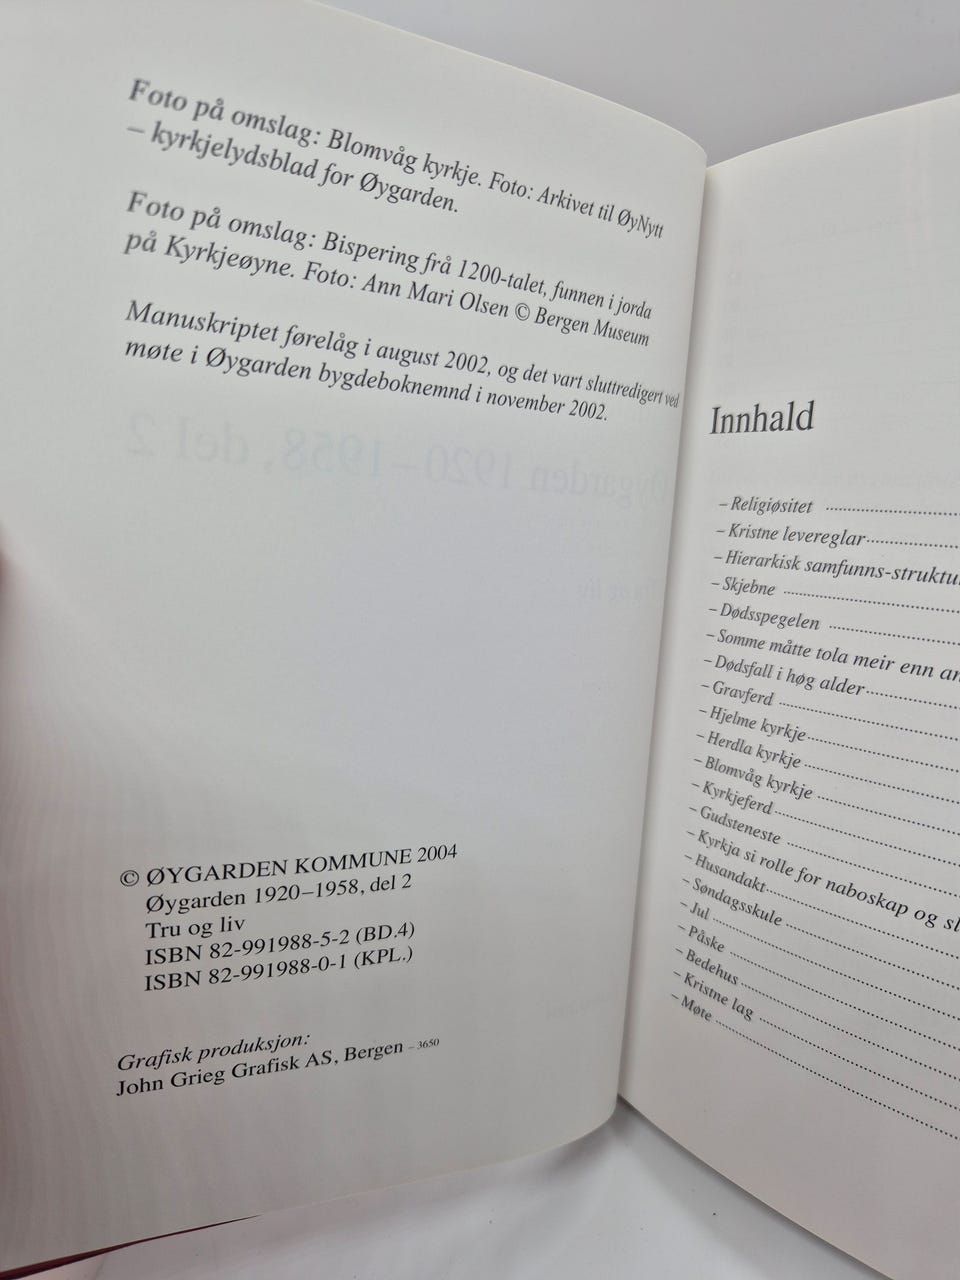 Foto på omslag: Blomvåg kyrkje. Foto: Arkivet til ØyNytt
– kyrkjelydsblad for Øygarden.
Foto på omslag: Bispering frå 1200-talet, funnen i jorda
på Kyrkjeøyne. Foto: Ann Mari Olsen © Bergen Museum
Manuskriptet førelåg i august 2002, og det vart sluttredigert ved
møte i Øygarden bygdeboknemnd i november 2002.
© ØYGARDEN KOMMUNE 2004
Øygarden 1920–1958, del 2
Tru og liv
ISBN 82-991988-5-2 (BD.4)
ISBN 82-991988-0-1 (KPL.)
Grafisk produksjon:
John Grieg Grafisk AS, Bergen – 3650
Innhald
– Religiøsitet
– Kristne levereglar
– Hierarkisk samfunns-struktu
– Skjebne
– Dødsspegelen
– Somme måtte tola meir enn an
– Dødsfall i høg alder
– Gravferd
– Hjelme kyrkje
– Herdla kyrkje
– Blomvåg kyrkje
– Kyrkjeferd
– Gudsteneste
– Kyrkja si rolle for naboskap og sl
– Husandakt
– Søndagsskule
– Jul
– Påske
– Bedehus
– Kristne lag
– Møte